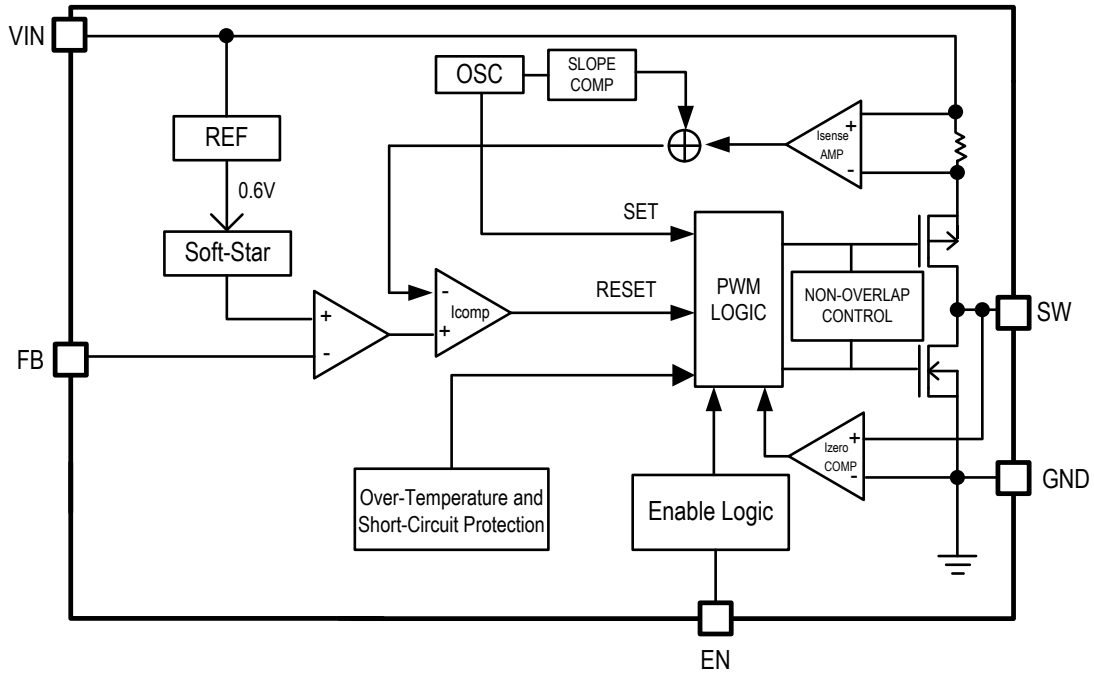 VIN
OSC
SLOPE
COMP
REF
Isense
AMP
+
-
0.6V
SET
Soft-Star
PWM
LOGIC
NON-OVERLAP
CONTROL
RESET
-
Icomp
+
+
-
SW
FB
Izero
COMP
+
-
GND
Over-Temperature and
Short-Circuit Protection
Enable Logic
EN